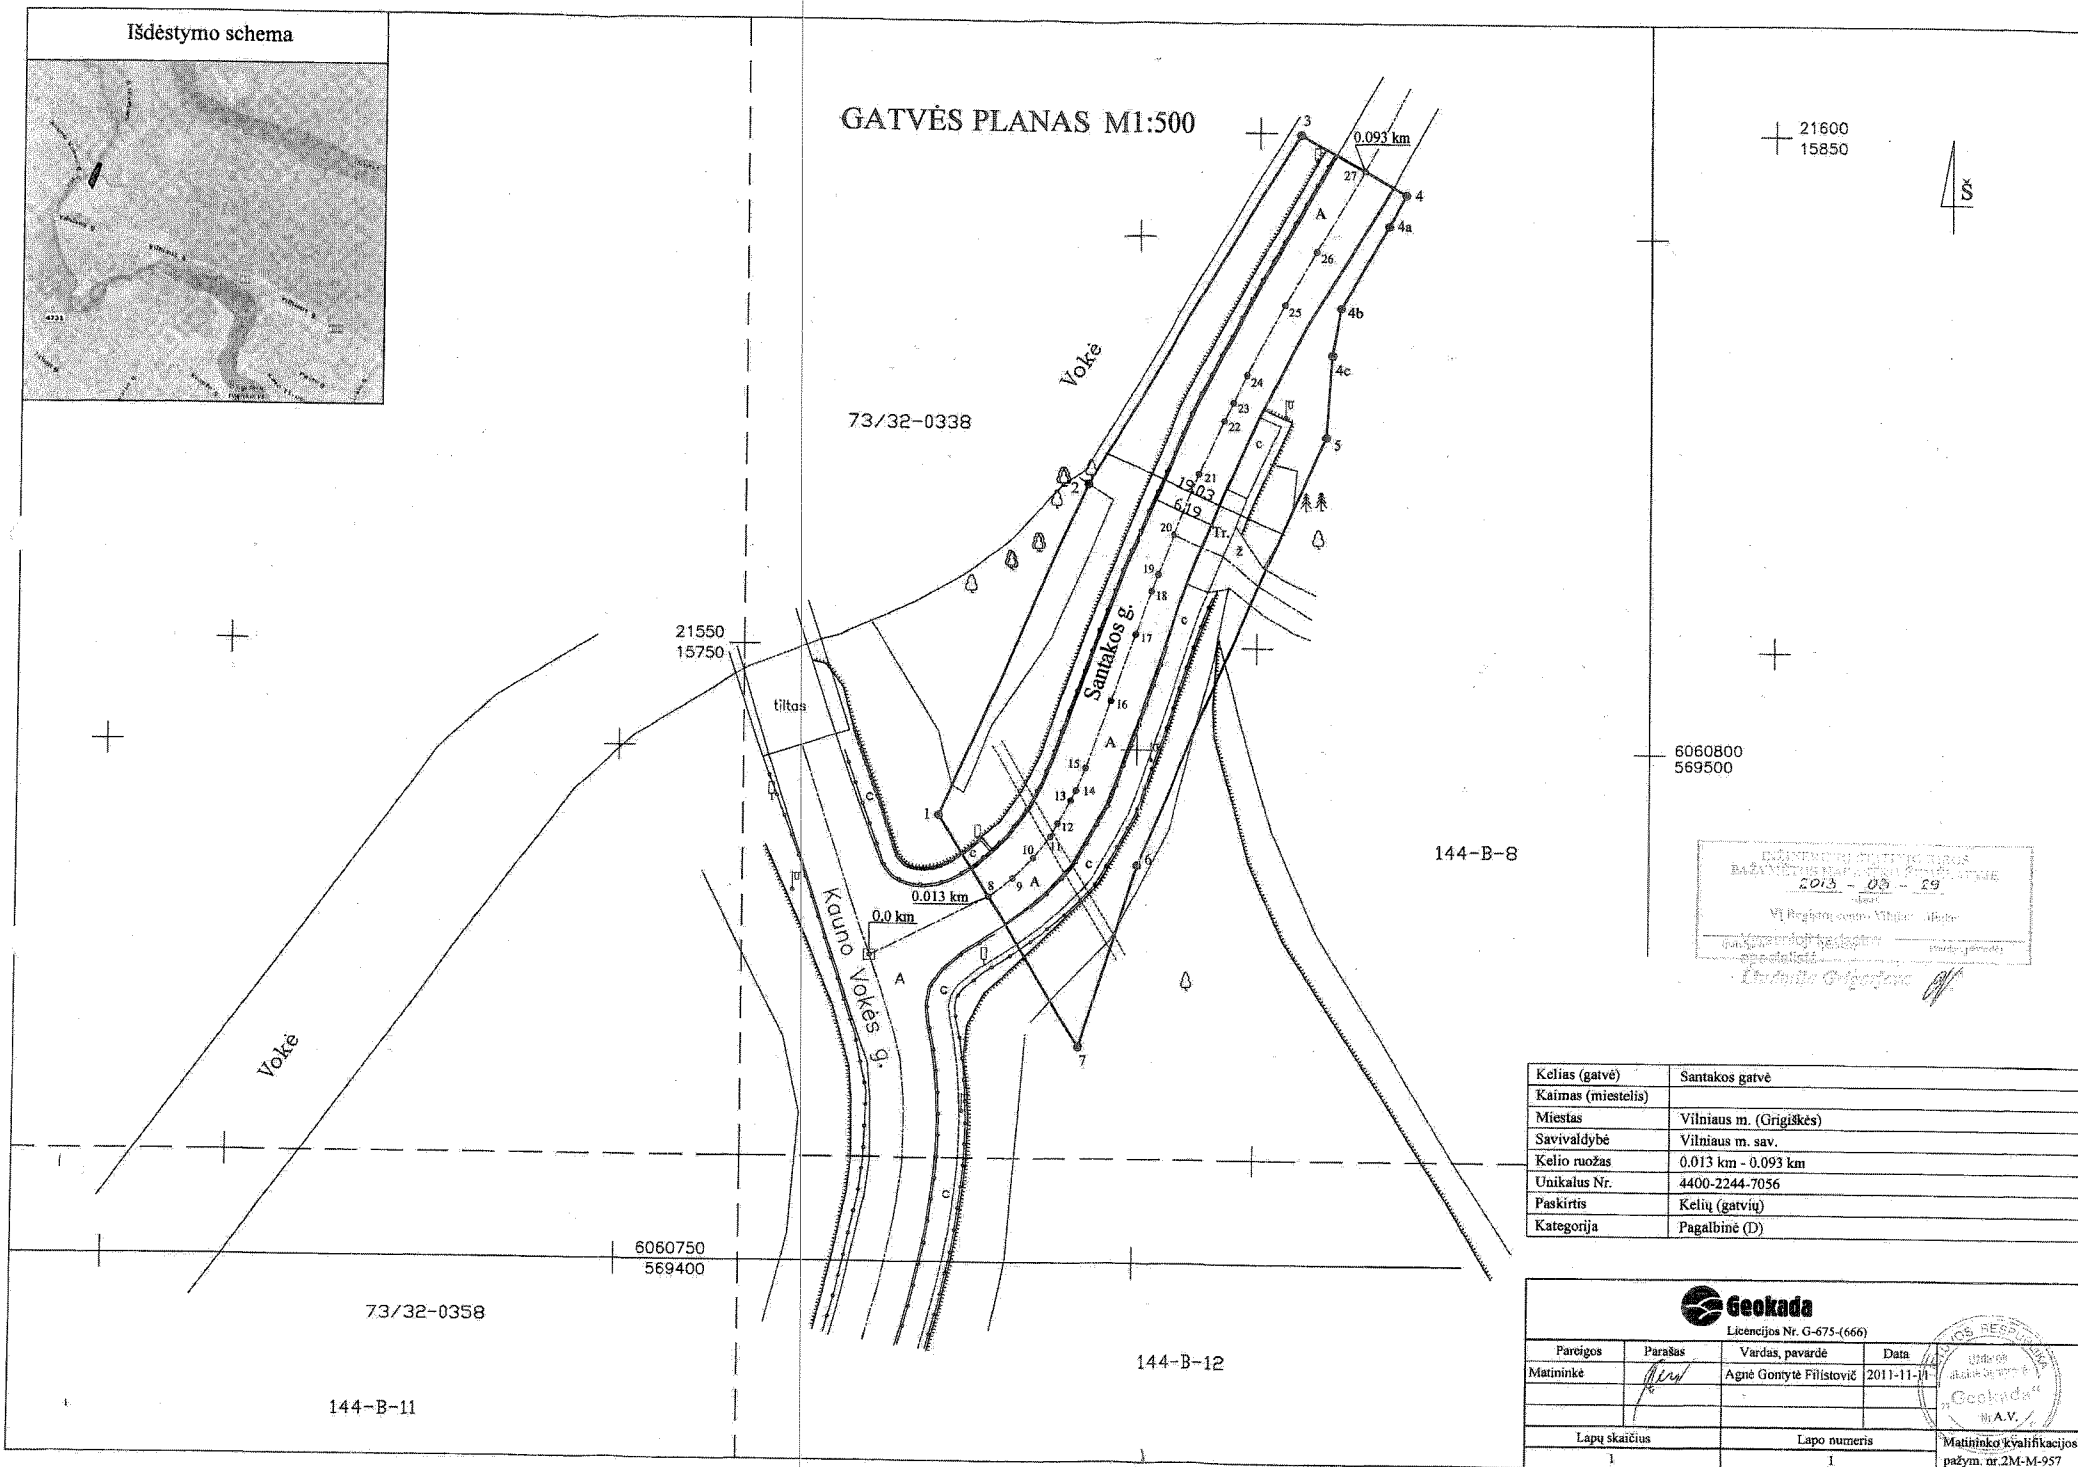 Išdėstymo schema
4731
GATVĖS PLANAS M1:500
3
0.093 km
27
4
4a
A
26
25
4b
4c
24
23
22
5
21600
15850
Š
Vokė
73/32-0338
2
21
19.03
6.19
20
Tr.
ž
c
19
18
17
c
Santakos g.
16
A
15
14
13
12
11
10
9
8
A
c
c
6
7
1
21550
15750
tiltas
c
0.013 km
0.0 km
Kauno Vokės g.
A
c
c
Vokė
6060800
569500
144-B-8
2013 - 03 - 29
6060750
569400
73/32-0358
144-B-11
144-B-12
Kelias (gatvė) Santakos gatvė
Kaimas (miestelis)
Miestas Vilniaus m. (Grigiškės)
Savivaldybė Vilniaus m. sav.
Kelio ruožas 0.013 km - 0.093 km
Unikalus Nr. 4400-2244-7056
Paskirtis Kelių (gatvių)
Kategorija Pagalbinė (D)
Geokada
Licencijos Nr. G-675-(666)
Pareigos Parašas Vardas, pavardė Data
Matininkė Agnė Gontytė Filistovič 2011-11-11
„Geokada“
A.V.
Lapų skaičius Lapo numeris Matininko kvalifikacijos
1 1 pažym. nr.2M-M-957